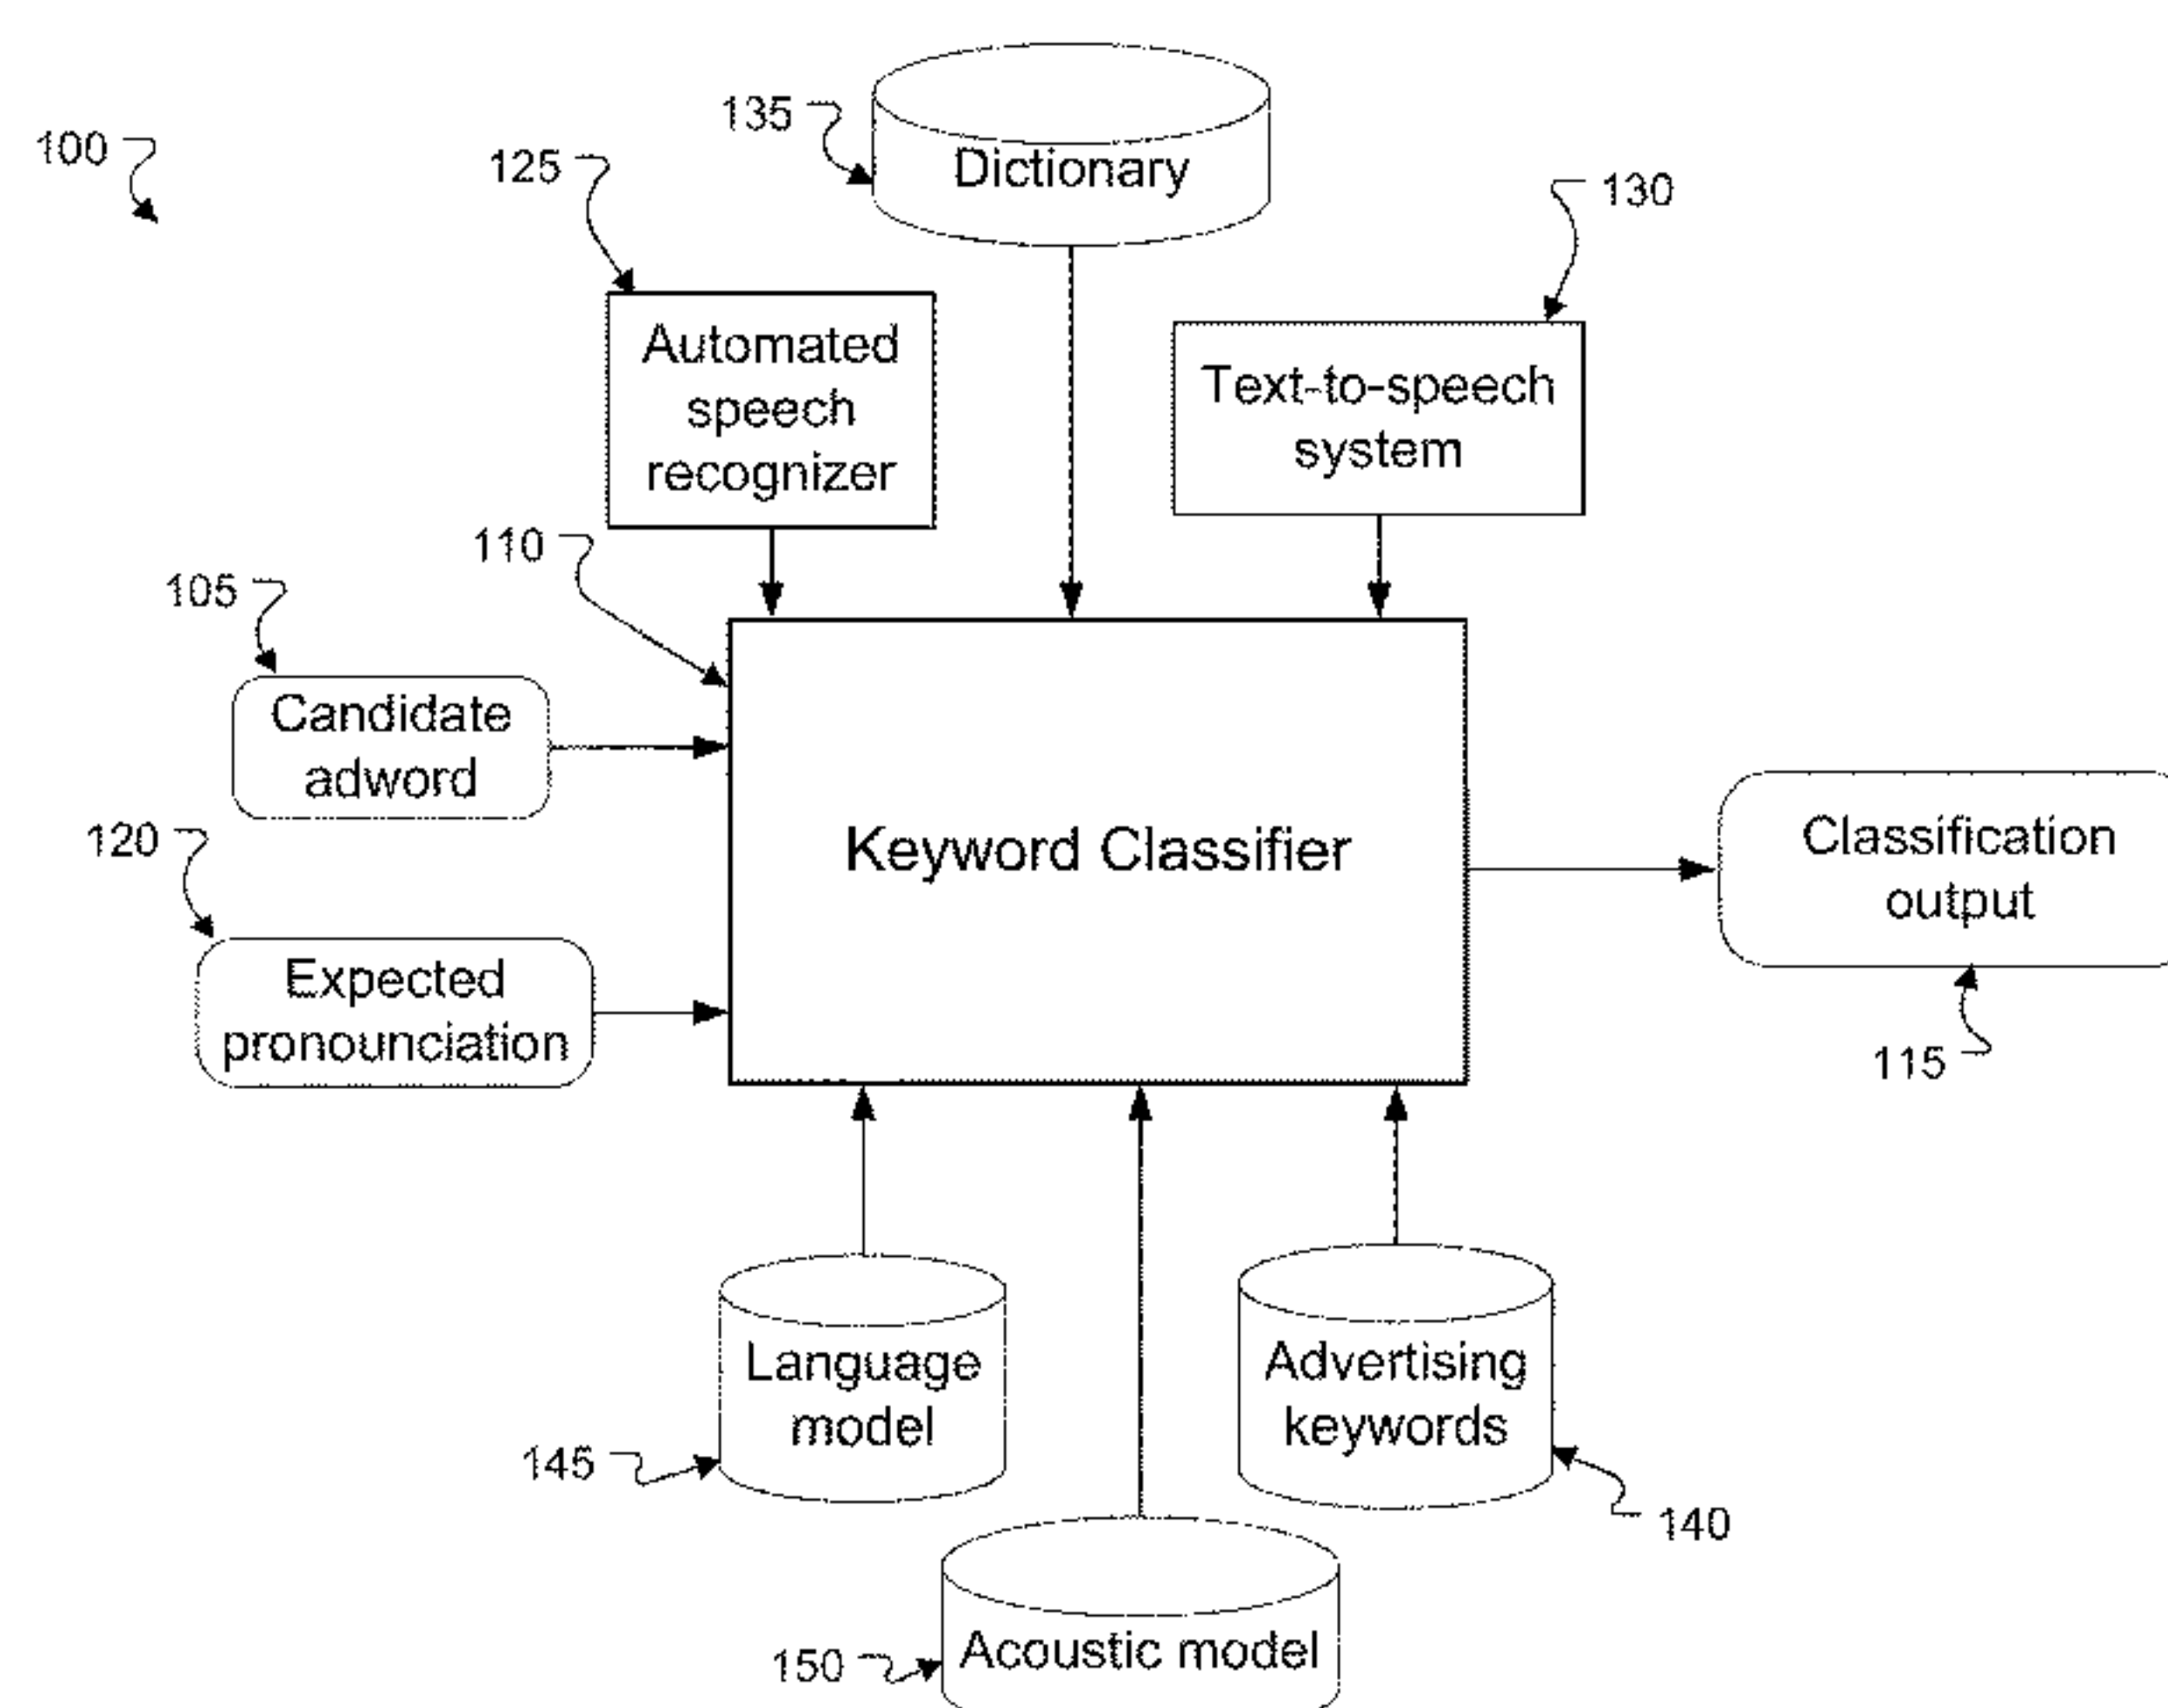 135
100
Dictionary
125
130
Automated
speech
recognizer
Text-to-speech
system
110
105
Candidate
adword
120
Keyword Classifier
Classification
output
Expected
pronounciation
115
Language
model
Advertising
keywords
145
140
150
Acoustic model